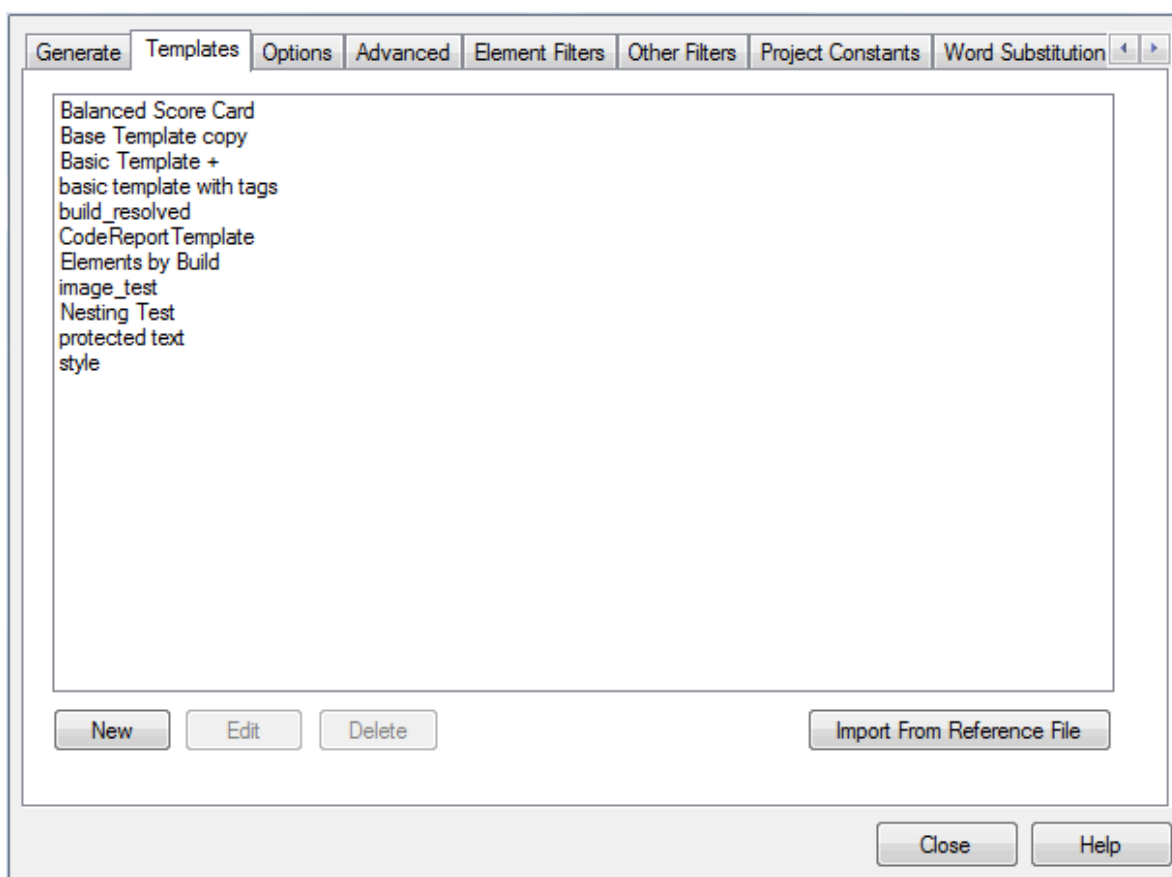 Generate Templates Options Advanced Element Filters Other Filters Project Constants Word Substitution
Balanced Score Card
Base Template copy
Basic Template +
basic template with tags
build_resolved
CodeReportTemplate
Elements by Build
image_test
Nesting Test
protected text
style
New Edit Delete Import From Reference File
Close Help